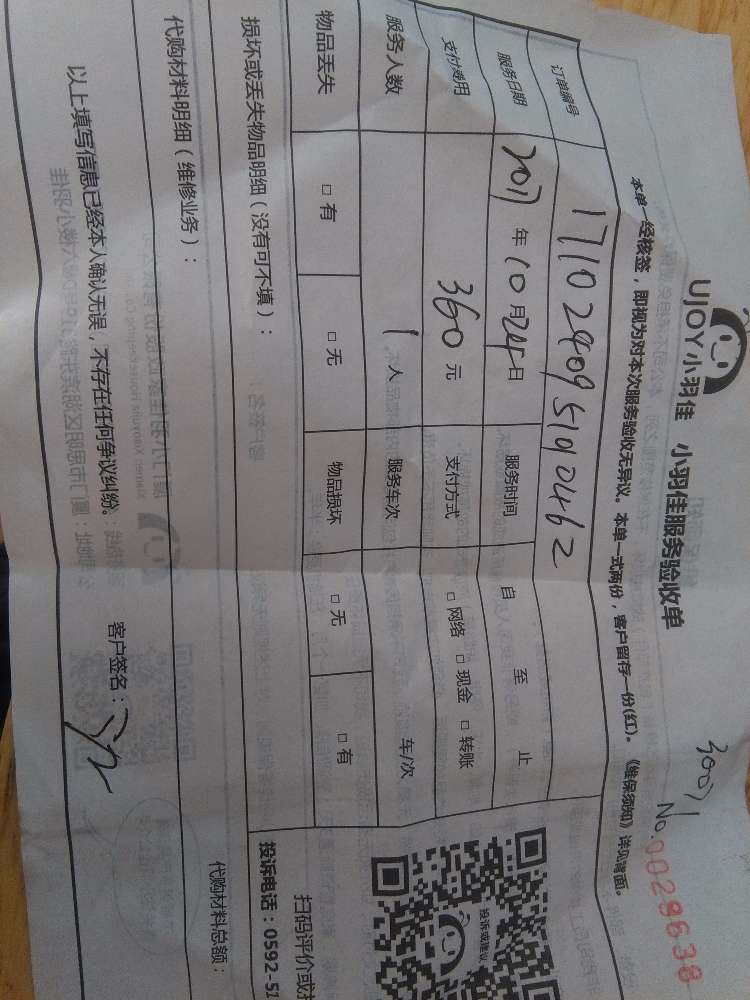 UJOY小羽佳 小羽佳服务验收单
30071
No.0029638
本单一经核签，即视为对本次服务验收无异议。本单一式两份，客户留存一份(红)。《维保须知》详见背面。
订单编号 171024095102462
服务日期 2017 年 10 月 24 日 服务时间 自 至 止
支付费用 360 元 支付方式 □网络 □现金 □转账
服务人数 1 人 服务车次 车/次
物品丢失 □有 □无 物品损坏 □无 □有
损坏或丢失物品明细（没有可不填）：
代购材料明细（维修业务）：
代购材料总额：
以上填写信息已经本人确认无误，不存在任何争议纠纷。 客户签名：
投诉或建议
扫码评价或
投诉电话：0592-51